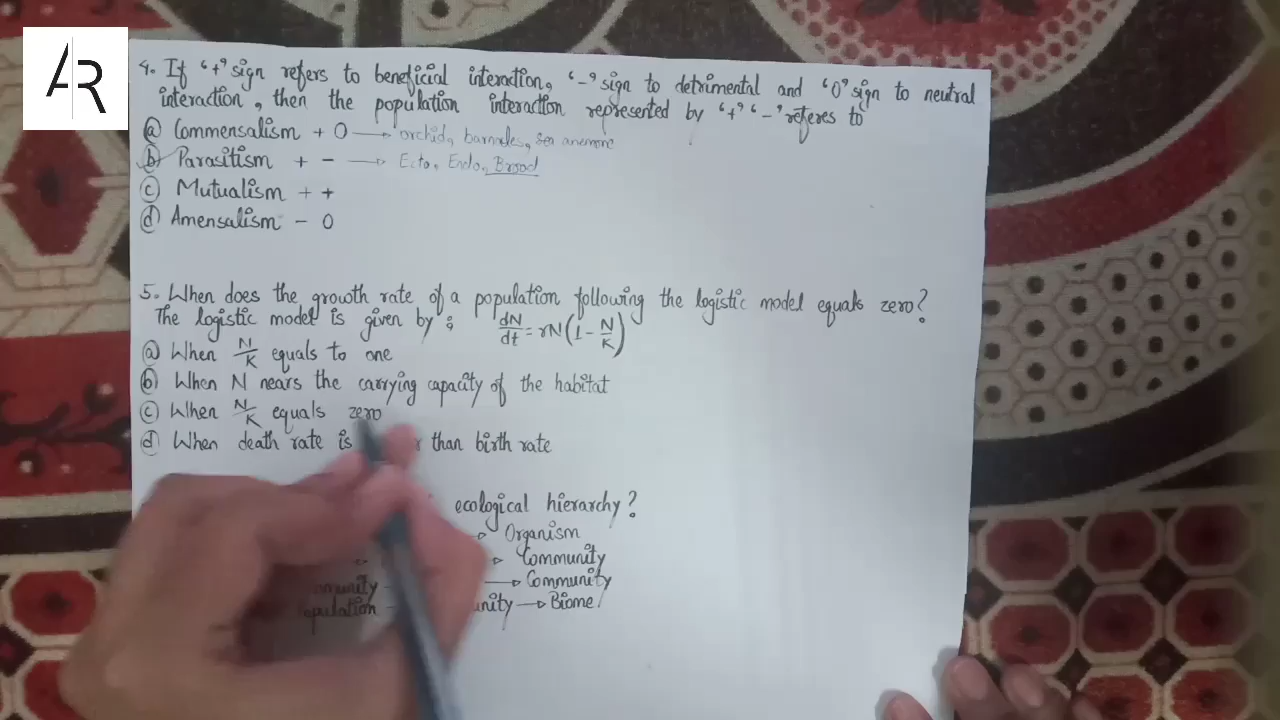 AR
4. If '+' sign refers to beneficial interaction, '-' sign to detrimental and '0' sign to neutral
interaction, then the population interaction represented by '+' '-' referes to
(a) Commensalism + 0 → orchid, barnacles, sea anemone
(b) Parasitism + - → Ecto, Endo, Brood
(c) Mutualism + +
(d) Amensalism - 0
5. When does the growth rate of a population following the logistic model equals zero?
The logistic model is given by : dN/dt = rN(1 - N/K)
(a) When N/K equals to one
(b) When N nears the carrying capacity of the habitat
(c) When N/K equals zero
(d) When death rate is than birth rate
ecological hierarchy?
→ Organism
→ Community
→ Community
→ Biome